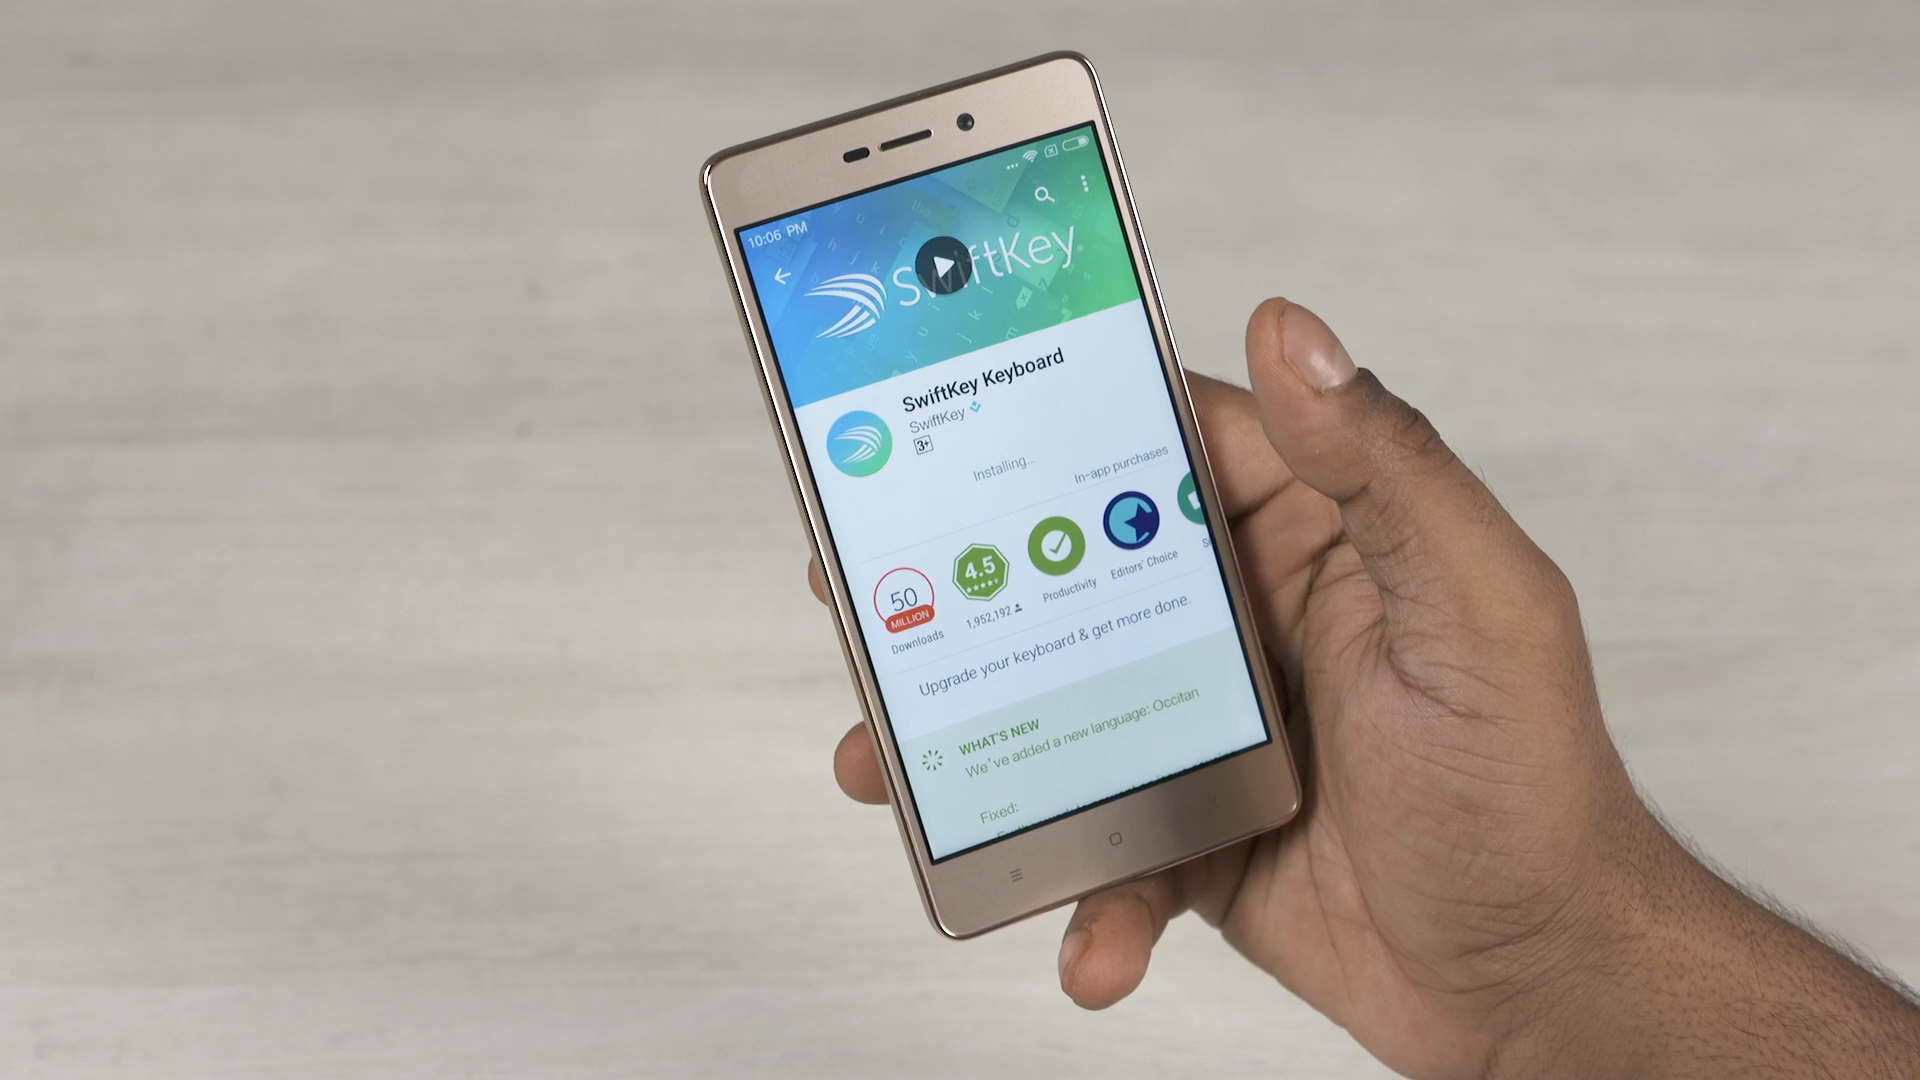 10:06 PM
SwiftKey
SwiftKey Keyboard
SwiftKey
3+
Installing...
In-app purchases
50
MILLION
Downloads
4.5
1,952,192
Productivity
Editors' Choice
Upgrade your keyboard & get more done.
WHAT'S NEW
We've added a new language: Occitan
Fixed: